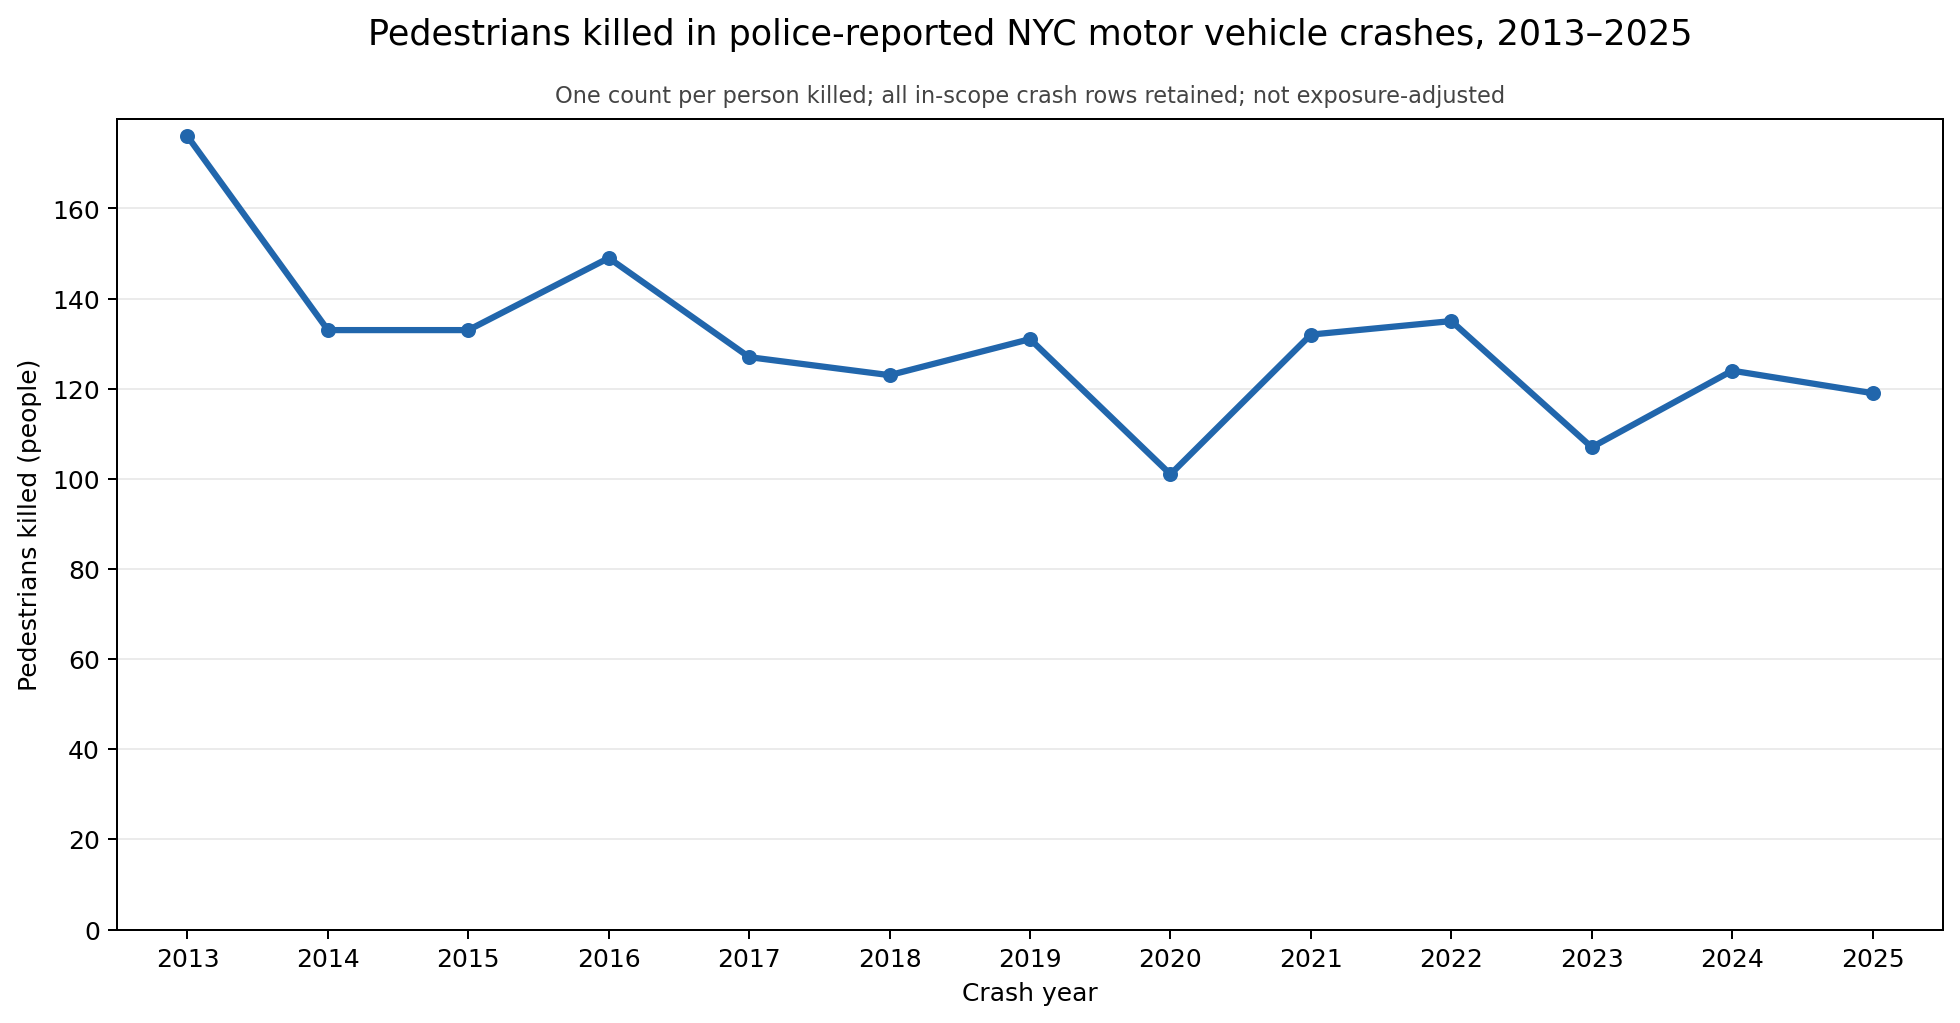 Pedestrians killed in police-reported NYC motor vehicle crashes, 2013–2025
One count per person killed; all in-scope crash rows retained; not exposure-adjusted
Pedestrians killed (people)
160
140
120
100
80
60
40
20
0
2013 2014 2015 2016 2017 2018 2019 2020 2021 2022 2023 2024 2025
Crash year